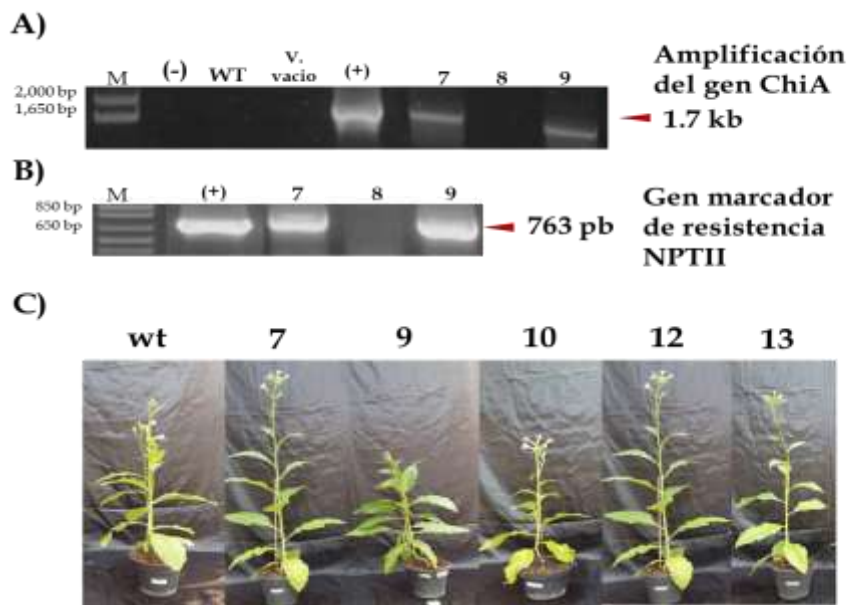 A)
M (-) WT V. vacio (+) 7 8 9
2,000 bp
1,650 bp
Amplificación
del gen ChiA
1.7 kb
B)
M (+) 7 8 9
850 bp
650 bp
763 pb
Gen marcador
de resistencia
NPTII
C)
wt 7 9 10 12 13